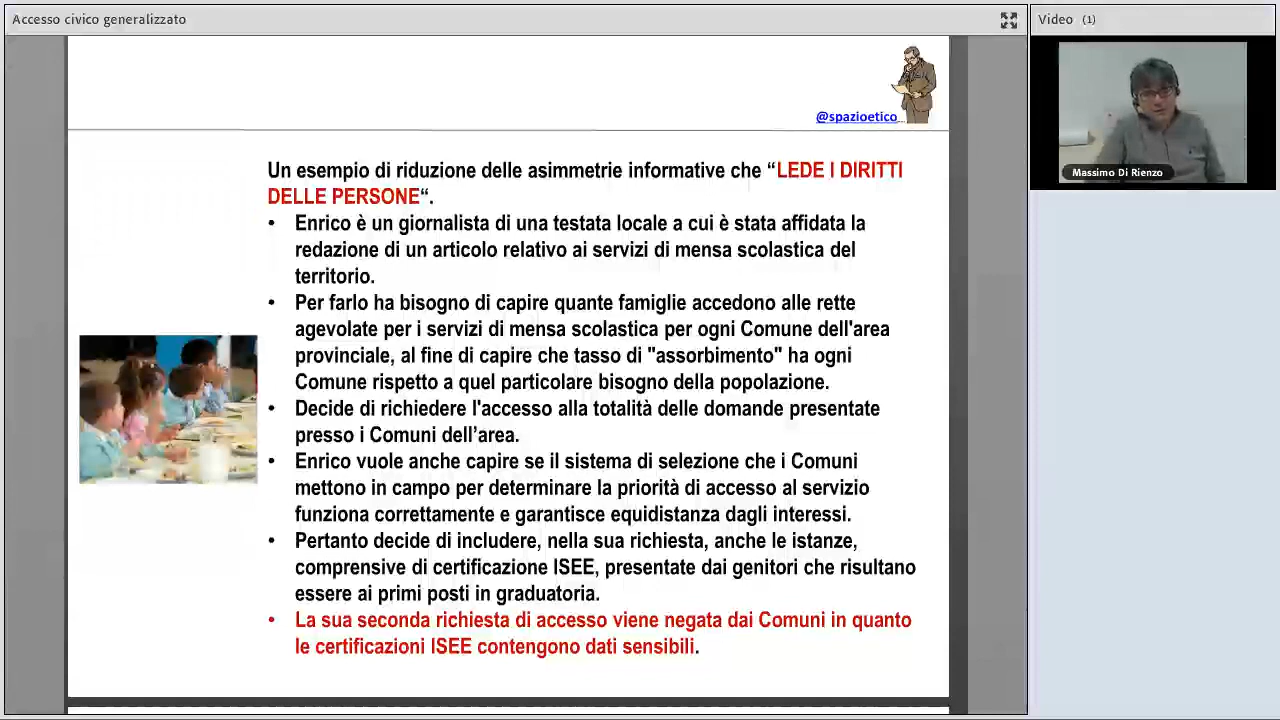 Accesso civico generalizzato
Video (1)
@spazioetico
Massimo Di Rienzo
Un esempio di riduzione delle asimmetrie informative che “LEDE I DIRITTI
DELLE PERSONE“.
• Enrico è un giornalista di una testata locale a cui è stata affidata la
redazione di un articolo relativo ai servizi di mensa scolastica del
territorio.
• Per farlo ha bisogno di capire quante famiglie accedono alle rette
agevolate per i servizi di mensa scolastica per ogni Comune dell'area
provinciale, al fine di capire che tasso di "assorbimento" ha ogni
Comune rispetto a quel particolare bisogno della popolazione.
• Decide di richiedere l'accesso alla totalità delle domande presentate
presso i Comuni dell’area.
• Enrico vuole anche capire se il sistema di selezione che i Comuni
mettono in campo per determinare la priorità di accesso al servizio
funziona correttamente e garantisce equidistanza dagli interessi.
• Pertanto decide di includere, nella sua richiesta, anche le istanze,
comprensive di certificazione ISEE, presentate dai genitori che risultano
essere ai primi posti in graduatoria.
• La sua seconda richiesta di accesso viene negata dai Comuni in quanto
le certificazioni ISEE contengono dati sensibili.